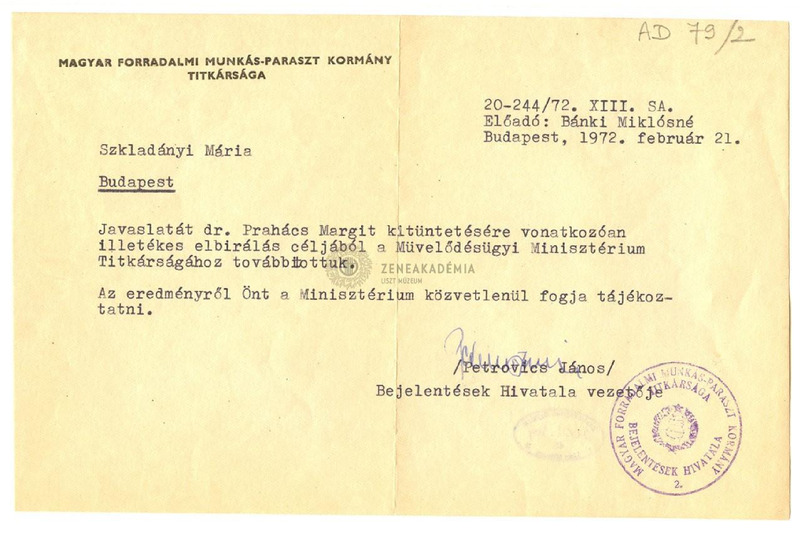 AD 79/2
MAGYAR FORRADALMI MUNKÁS-PARASZT KORMÁNY
TITKÁRSÁGA
20-244/72. XIII. SA.
Előadó: Bánki Miklósné
Budapest, 1972. február 21.
Szkladányi Mária
Budapest
Javaslatát dr. Prahács Margit kitüntetésére vonatkozóan
illetékes elbirálás céljából a Müvelődésügyi Minisztérium
Titkárságához továbbitottuk.
ZENEAKADÉMIA
LISZT MÚZEUM
Az eredményről Önt a Minisztérium közvetlenül fogja tájékoz-
tatni.
/Petrovics János/
Bejelentések Hivatala vezetője
MAGYAR FORRADALMI MUNKÁS-PARASZT KORMÁNY
TITKÁRSÁGA
BEJELENTÉSEK HIVATALA
2.